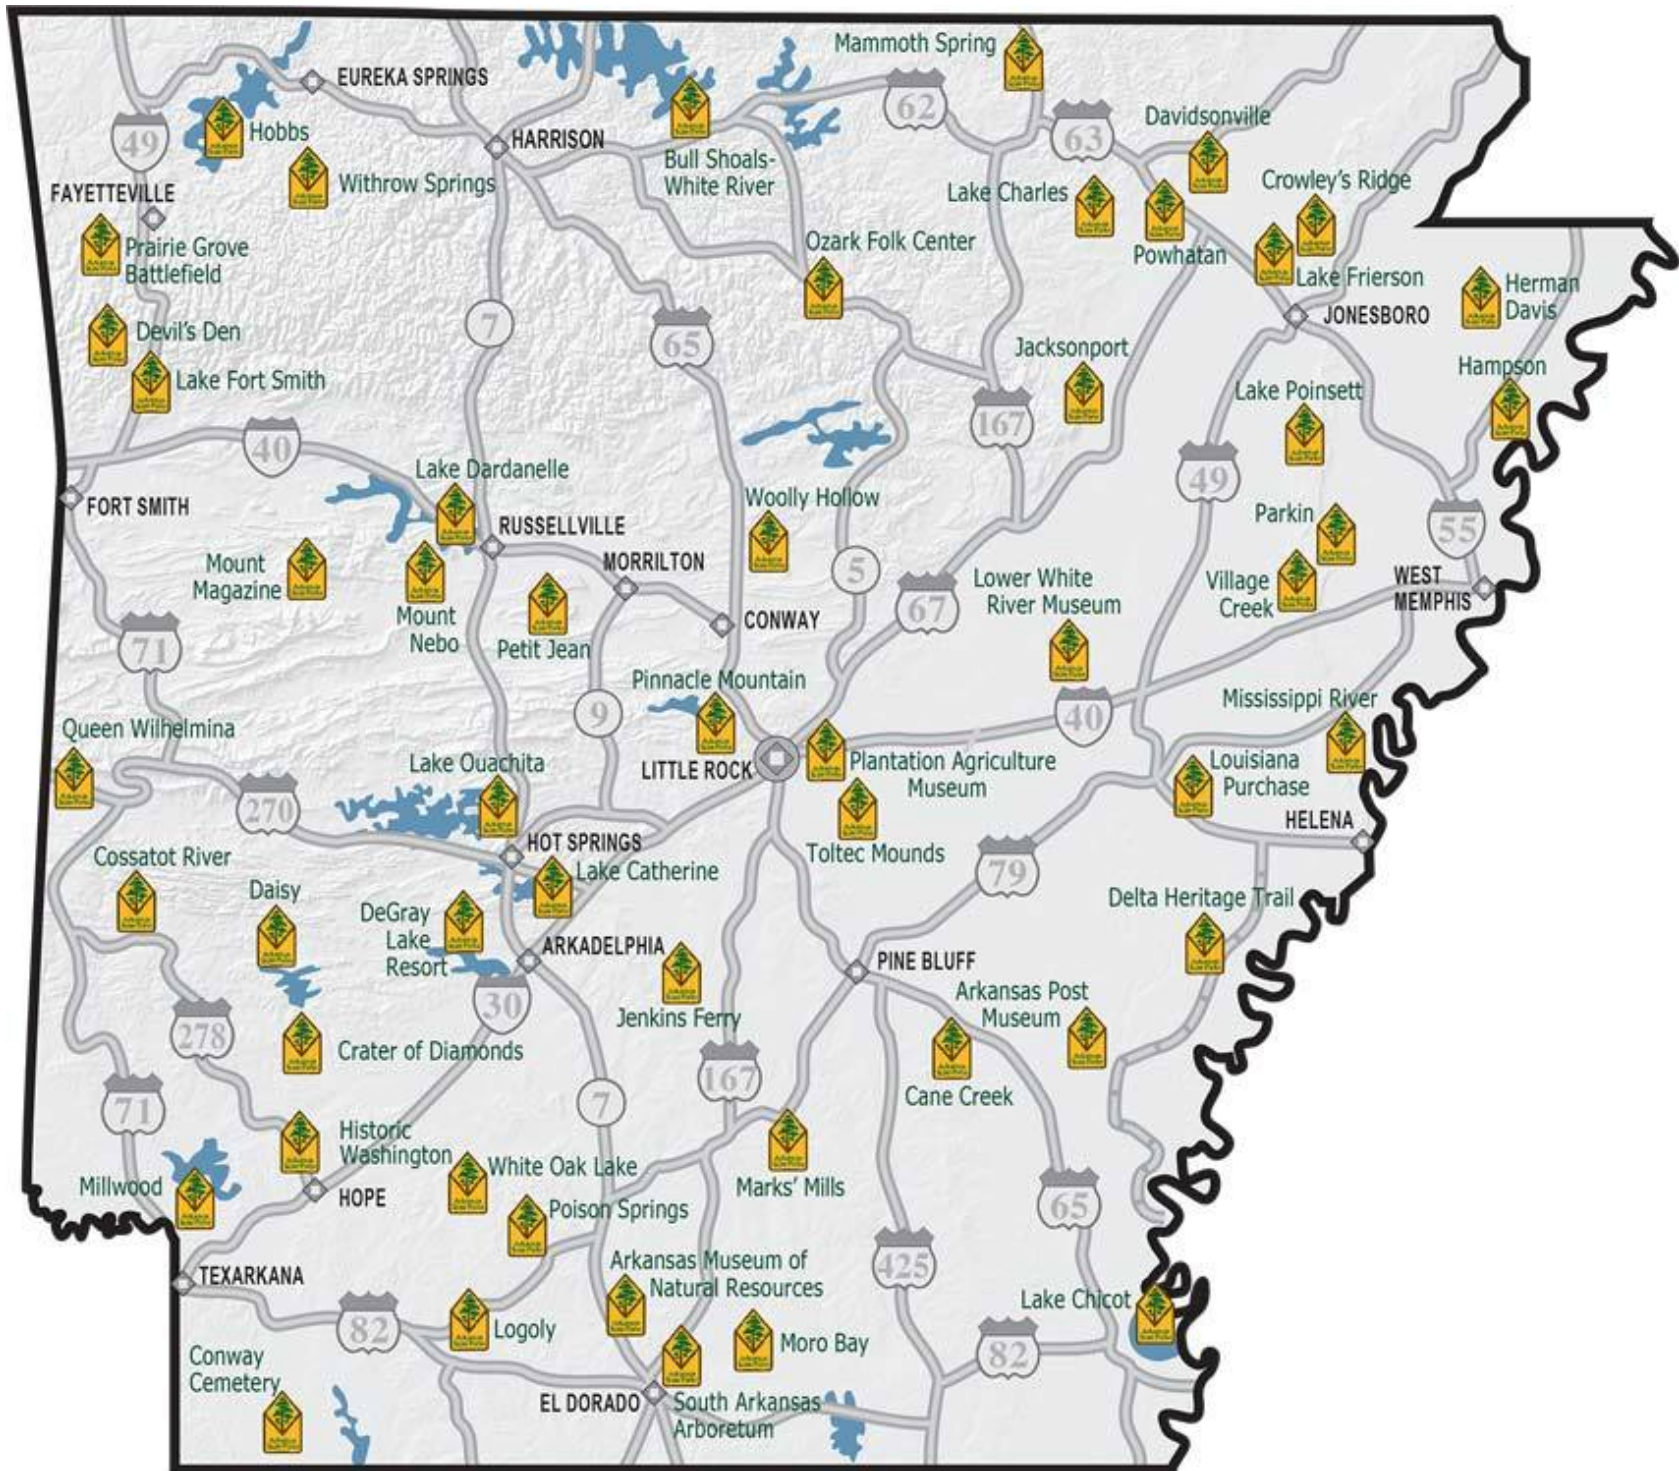 Mammoth Spring
EUREKA SPRINGS
62
Hobbs
HARRISON
Davidsonville
49
63
Bull Shoals-
White River
Withrow Springs
Lake Charles
Crowley's Ridge
FAYETTEVILLE
Prairie Grove
Battlefield
Ozark Folk Center
Powhatan
Lake Frierson
Herman
Davis
JONESBORO
7
65
Devil's Den
Jacksonport
Hampson
Lake Fort Smith
Lake Poinsett
167
40
Lake Dardanelle
49
Woolly Hollow
FORT SMITH
RUSSELLVILLE
Parkin
55
Mount
Magazine
MORRILTON
5
Lower White
River Museum
Village
Creek
WEST
MEMPHIS
67
Mount
Nebo
Petit Jean
CONWAY
71
Pinnacle Mountain
Mississippi River
9
40
Queen Wilhelmina
LITTLE ROCK
Plantation Agriculture
Museum
Louisiana
Purchase
Lake Ouachita
270
HELENA
HOT SPRINGS
Toltec Mounds
Cossatot River
Lake Catherine
79
Daisy
Delta Heritage Trail
DeGray
Lake
Resort
ARKADELPHIA
PINE BLUFF
30
Arkansas Post
Museum
Jenkins Ferry
278
Crater of Diamonds
167
Cane Creek
71
7
Historic
Washington
White Oak Lake
Millwood
HOPE
Marks' Mills
65
Poison Springs
TEXARKANA
Arkansas Museum of
Natural Resources
425
Lake Chicot
82
Logoly
Moro Bay
82
Conway
Cemetery
EL DORADO
South Arkansas
Arboretum